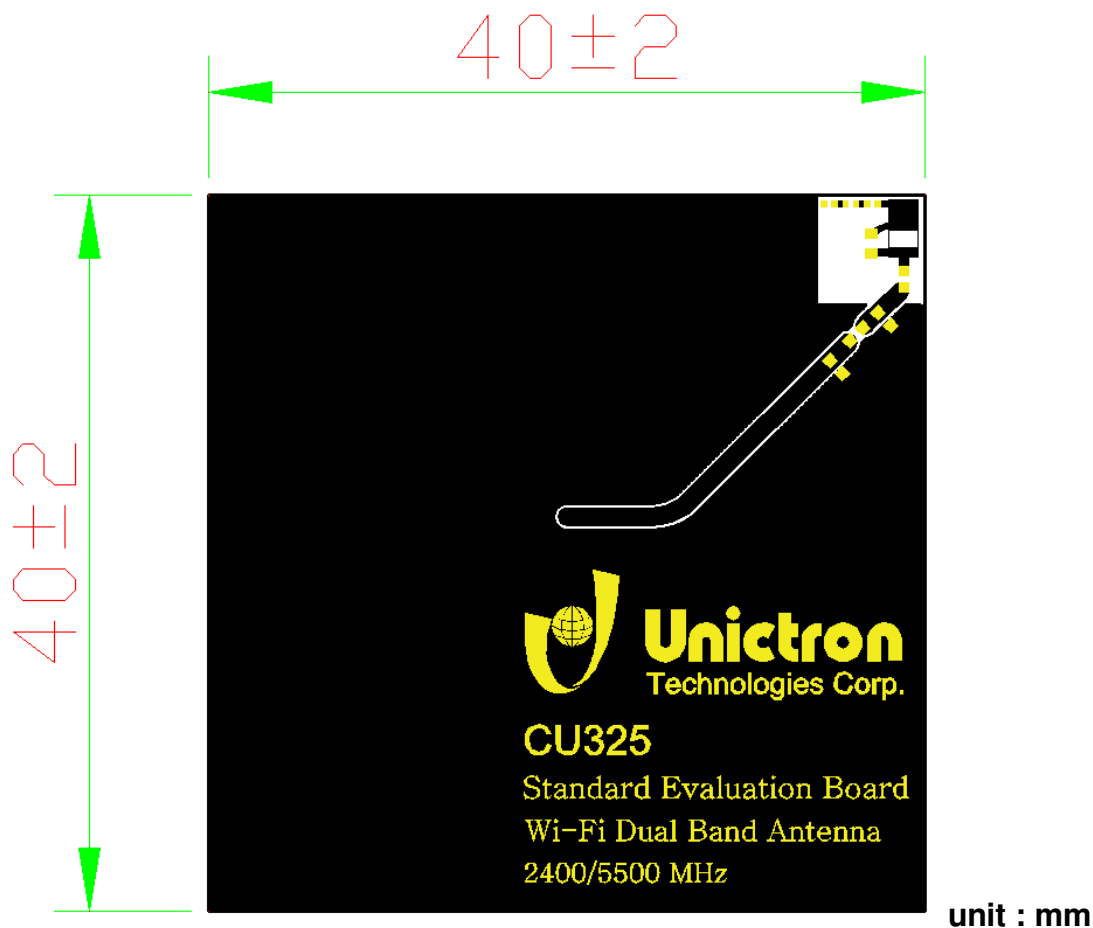 40±2
40±2
Unictron
Technologies Corp.
CU325
Standard Evaluation Board
Wi-Fi Dual Band Antenna
2400/5500 MHz
unit : mm